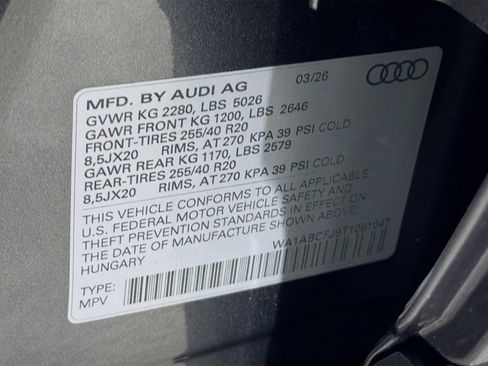 MFD. BY AUDI AG 03/26
GVWR KG 2280, LBS 5026
GAWR FRONT KG 1200, LBS 2646
FRONT-TIRES 255/40 R20
8,5JX20 RIMS, AT 270 KPA 39 PSI COLD
GAWR REAR KG 1170, LBS 2579
REAR-TIRES 255/40 R20
8,5JX20 RIMS, AT 270 KPA 39 PSI COLD
THIS VEHICLE CONFORMS TO ALL APPLICABLE
U.S. FEDERAL MOTOR VEHICLE SAFETY AND
THEFT PREVENTION STANDARDS IN EFFECT ON
THE DATE OF MANUFACTURE SHOWN ABOVE
HUNGARY WA1ABCFJ9T1061047
TYPE:
MPV